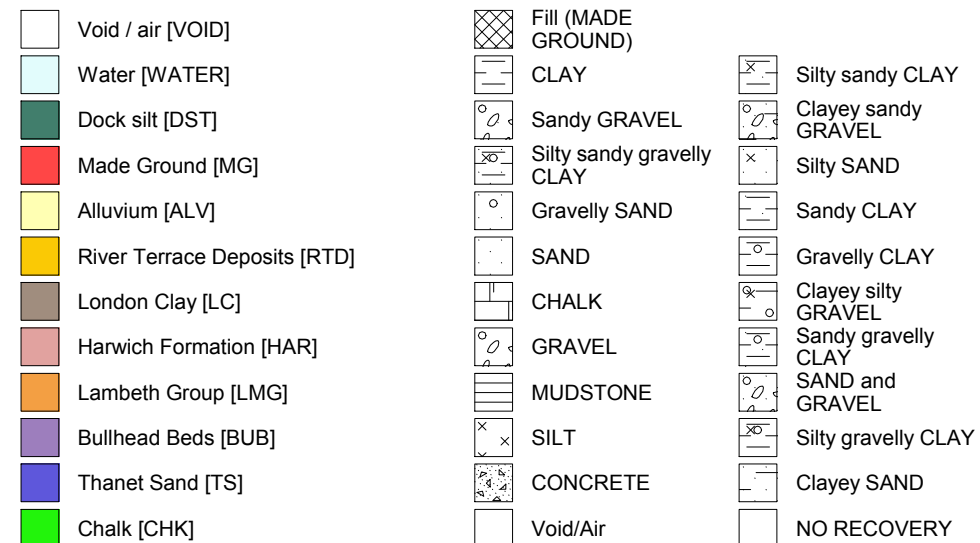 Void / air [VOID]
Water [WATER]
Dock silt [DST]
Made Ground [MG]
Alluvium [ALV]
River Terrace Deposits [RTD]
London Clay [LC]
Harwich Formation [HAR]
Lambeth Group [LMG]
Bullhead Beds [BUB]
Thanet Sand [TS]
Chalk [CHK]
Fill (MADE
GROUND)
CLAY
Sandy GRAVEL
Silty sandy gravelly
CLAY
Gravelly SAND
SAND
CHALK
GRAVEL
MUDSTONE
SILT
CONCRETE
Void/Air
Silty sandy CLAY
Clayey sandy
GRAVEL
Silty SAND
Sandy CLAY
Gravelly CLAY
Clayey silty
GRAVEL
Sandy gravelly
CLAY
SAND and
GRAVEL
Silty gravelly CLAY
Clayey SAND
NO RECOVERY